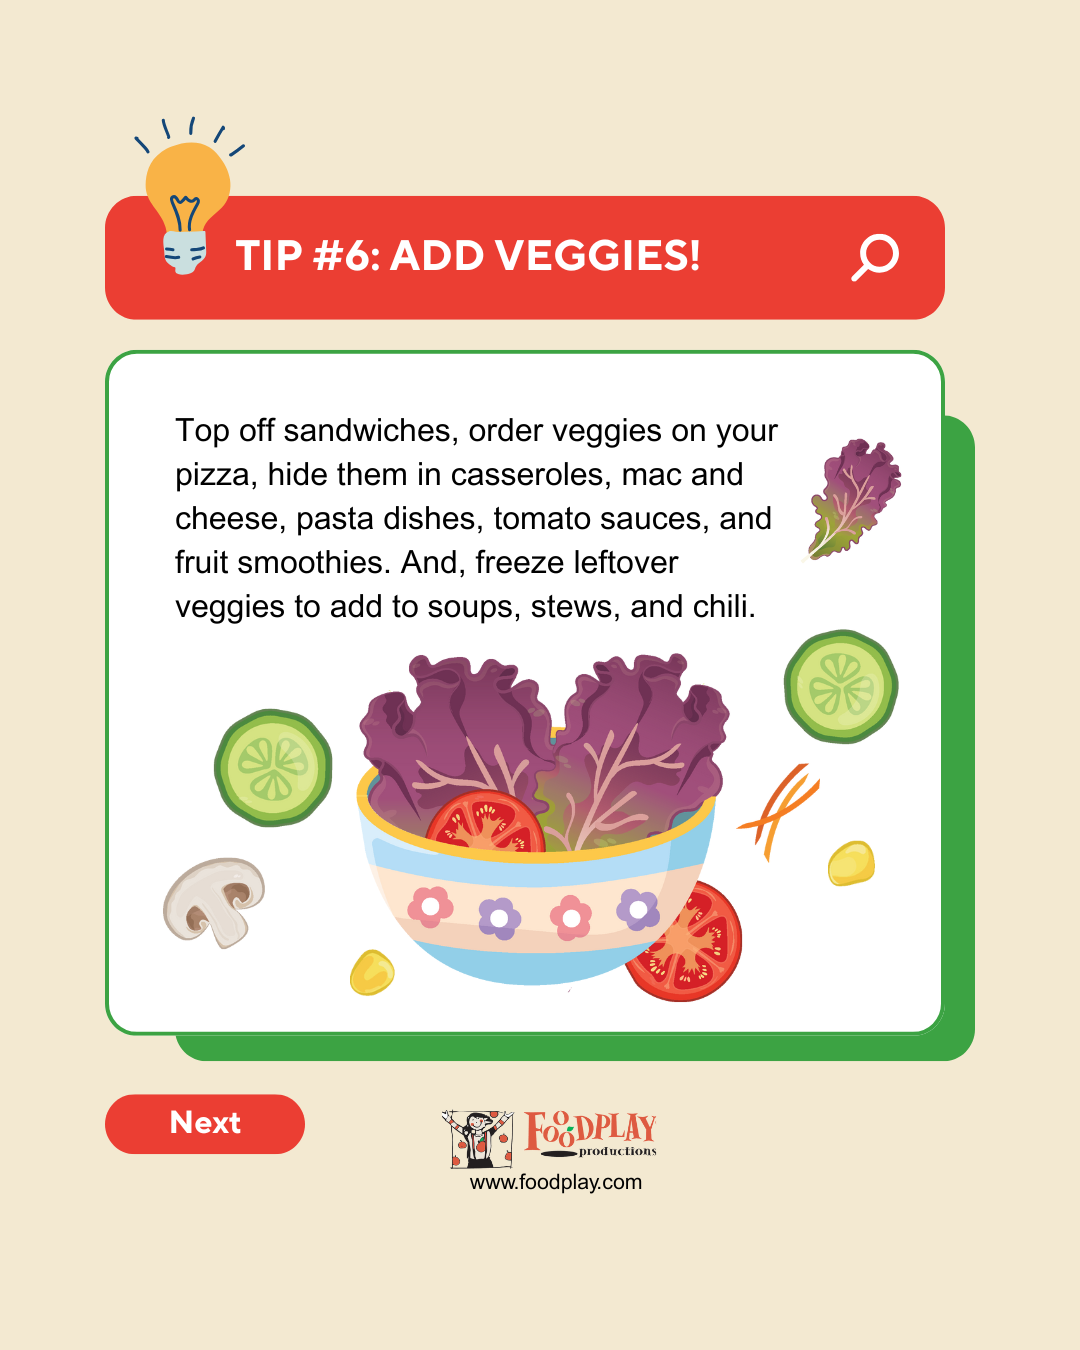 TIP #6: ADD VEGGIES!
Top off sandwiches, order veggies on your
pizza, hide them in casseroles, mac and
cheese, pasta dishes, tomato sauces, and
fruit smoothies. And, freeze leftover
veggies to add to soups, stews, and chili.
Next
FOODPLAY
productions
www.foodplay.com